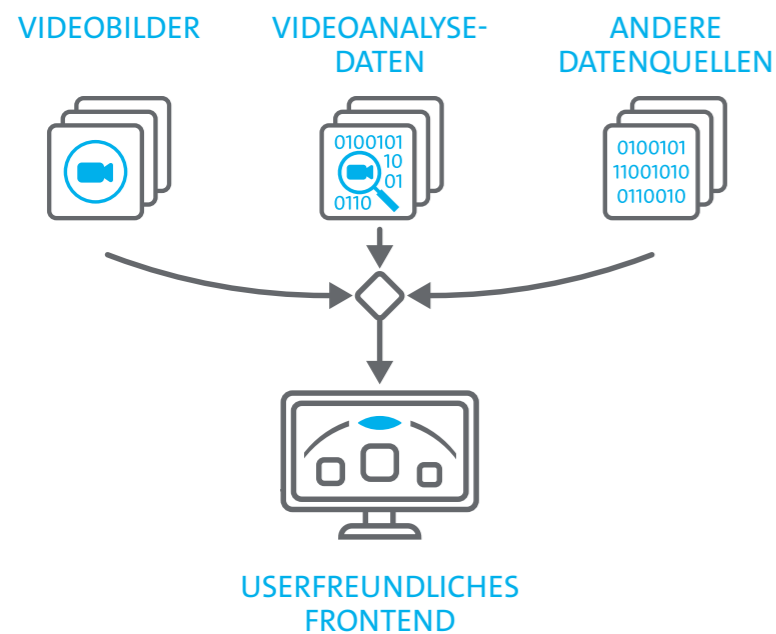 VIDEOBILDER
VIDEOANALYSE-
DATEN
ANDERE
DATENQUELLEN
0100101
10
01
0110
0100101
11001010
0110010
USERFREUNDLICHES
FRONTEND